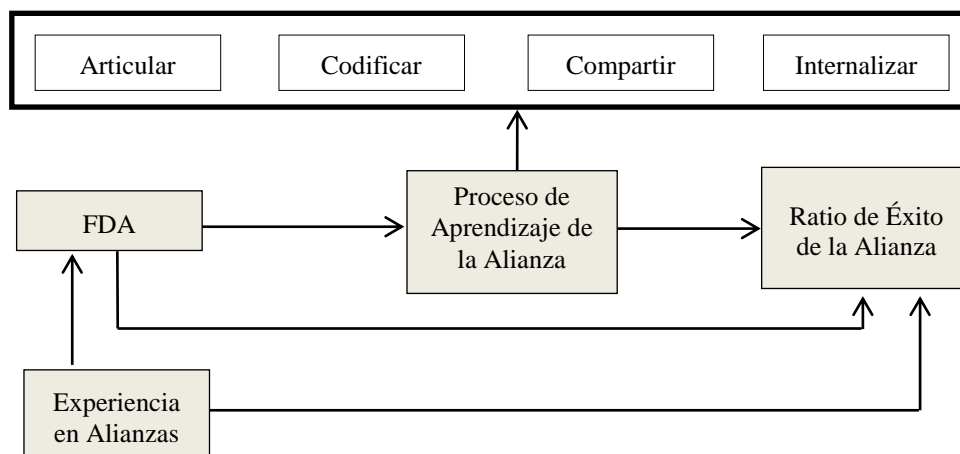 Articular
Codificar
Compartir
Internalizar
FDA
Proceso de
Aprendizaje de
la Alianza
Ratio de Éxito
de la Alianza
Experiencia
en Alianzas